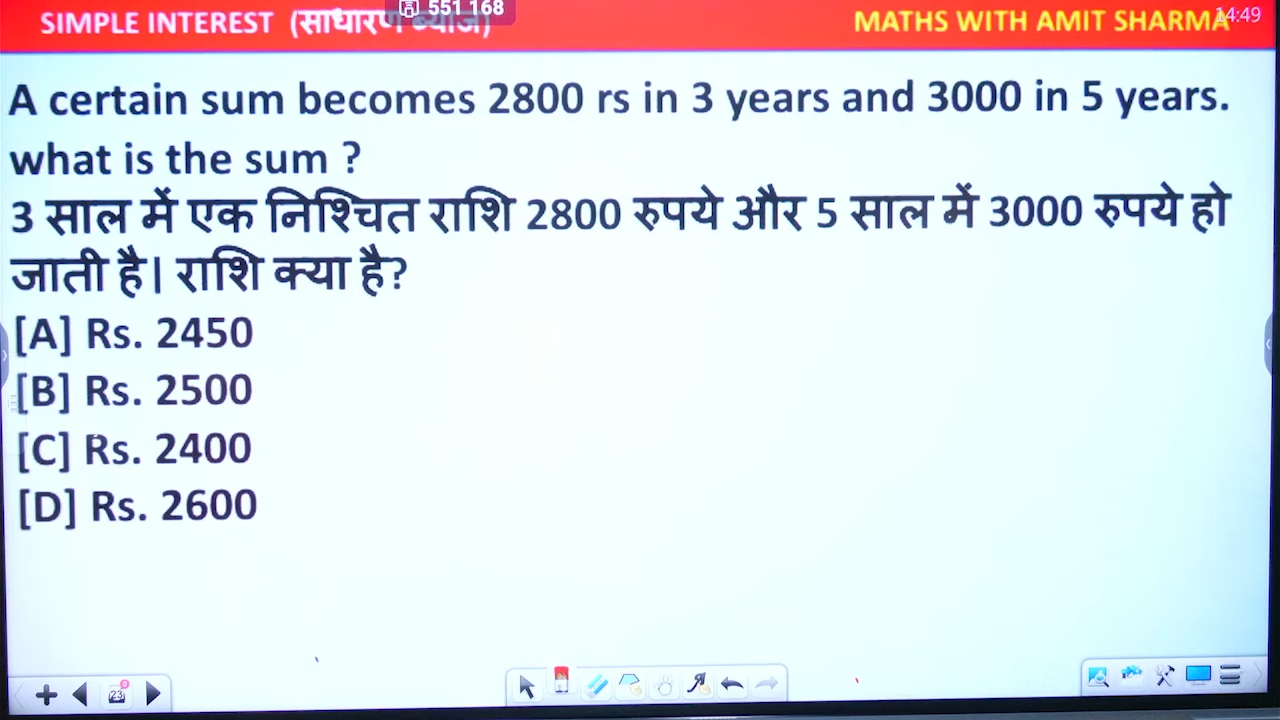 SIMPLE INTEREST (साधारण ब्याज)
551 168
MATHS WITH AMIT SHARMA
14:49
A certain sum becomes 2800 rs in 3 years and 3000 in 5 years.
what is the sum ?
3 साल में एक निश्चित राशि 2800 रुपये और 5 साल में 3000 रुपये हो
जाती है| राशि क्या है?
[A] Rs. 2450
[B] Rs. 2500
[C] Rs. 2400
[D] Rs. 2600
23